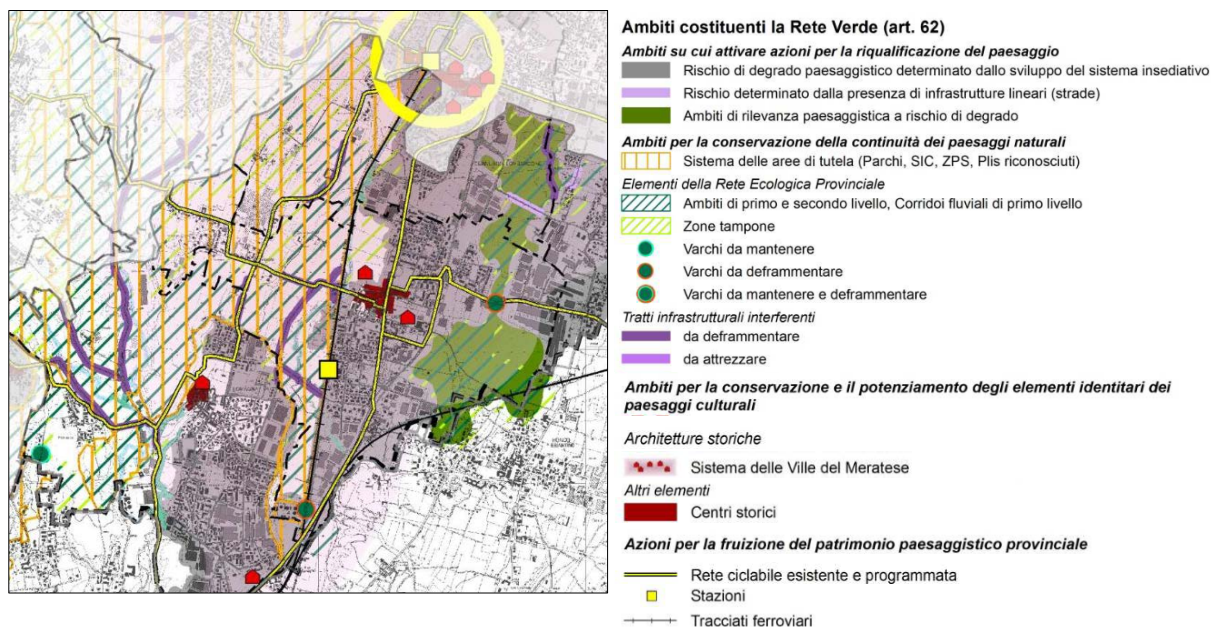 Ambiti costituenti la Rete Verde (art. 62)
Ambiti su cui attivare azioni per la riqualificazione del paesaggio
Rischio di degrado paesaggistico determinato dallo sviluppo del sistema insediativo
Rischio determinato dalla presenza di infrastrutture lineari (strade)
Ambiti di rilevanza paesaggistica a rischio di degrado
Ambiti per la conservazione della continuità dei paesaggi naturali
Sistema delle aree di tutela (Parchi, SIC, ZPS, Plis riconosciuti)
Elementi della Rete Ecologica Provinciale
Ambiti di primo e secondo livello, Corridoi fluviali di primo livello
Zone tampone
Varchi da mantenere
Varchi da deframmentare
Varchi da mantenere e deframmentare
Tratti infrastrutturali interferenti
da deframmentare
da attrezzare
Ambiti per la conservazione e il potenziamento degli elementi identitari dei
paesaggi culturali
Architetture storiche
Sistema delle Ville del Meratese
Altri elementi
Centri storici
Azioni per la fruizione del patrimonio paesaggistico provinciale
Rete ciclabile esistente e programmata
Stazioni
Tracciati ferroviari